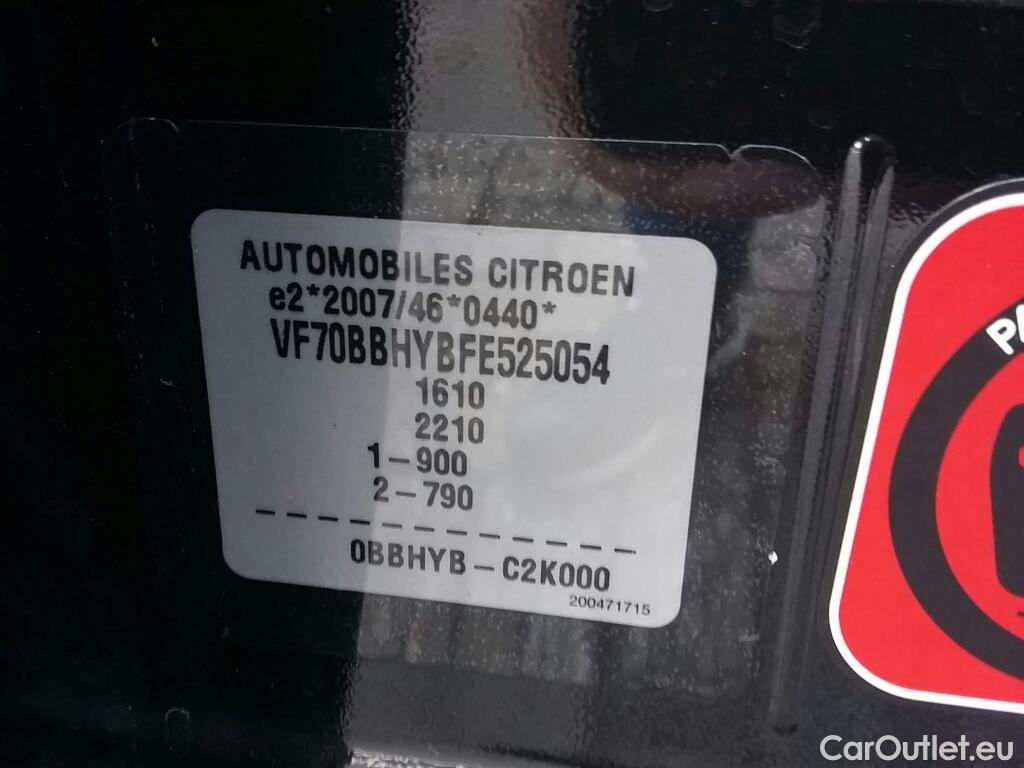 AUTOMOBILES CITROEN
e2*2007/46*0440*
VF70BBHYBFE525054
1610
2210
1-900
2-790
------------
0BBHYB-C2K000
200471715
CarOutlet.eu